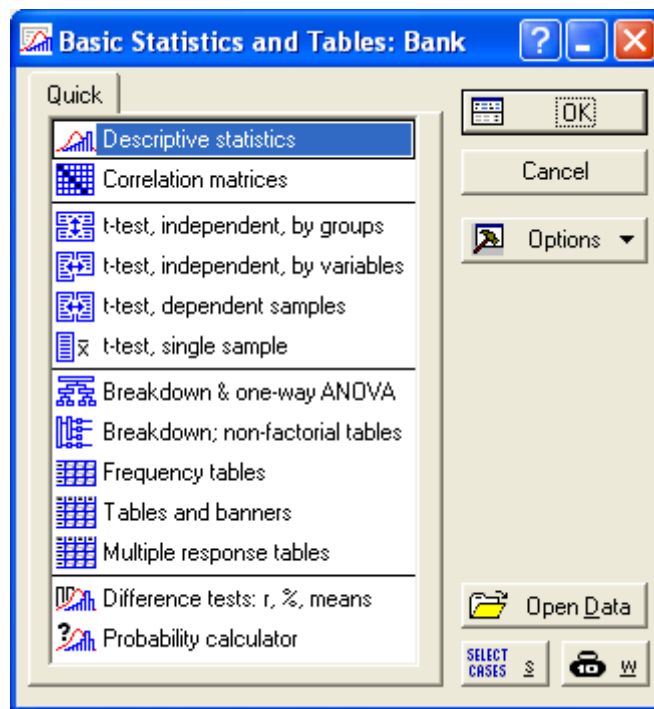 Basic Statistics and Tables: Bank
Quick
Descriptive statistics
Correlation matrices
t-test, independent, by groups
t-test, independent, by variables
t-test, dependent samples
x t-test, single sample
Breakdown & one-way ANOVA
Breakdown; non-factorial tables
Frequency tables
Tables and banners
Multiple response tables
Difference tests: r, %, means
Probability calculator
OK
Cancel
Options
Open Data
SELECT
CASES S
10 W